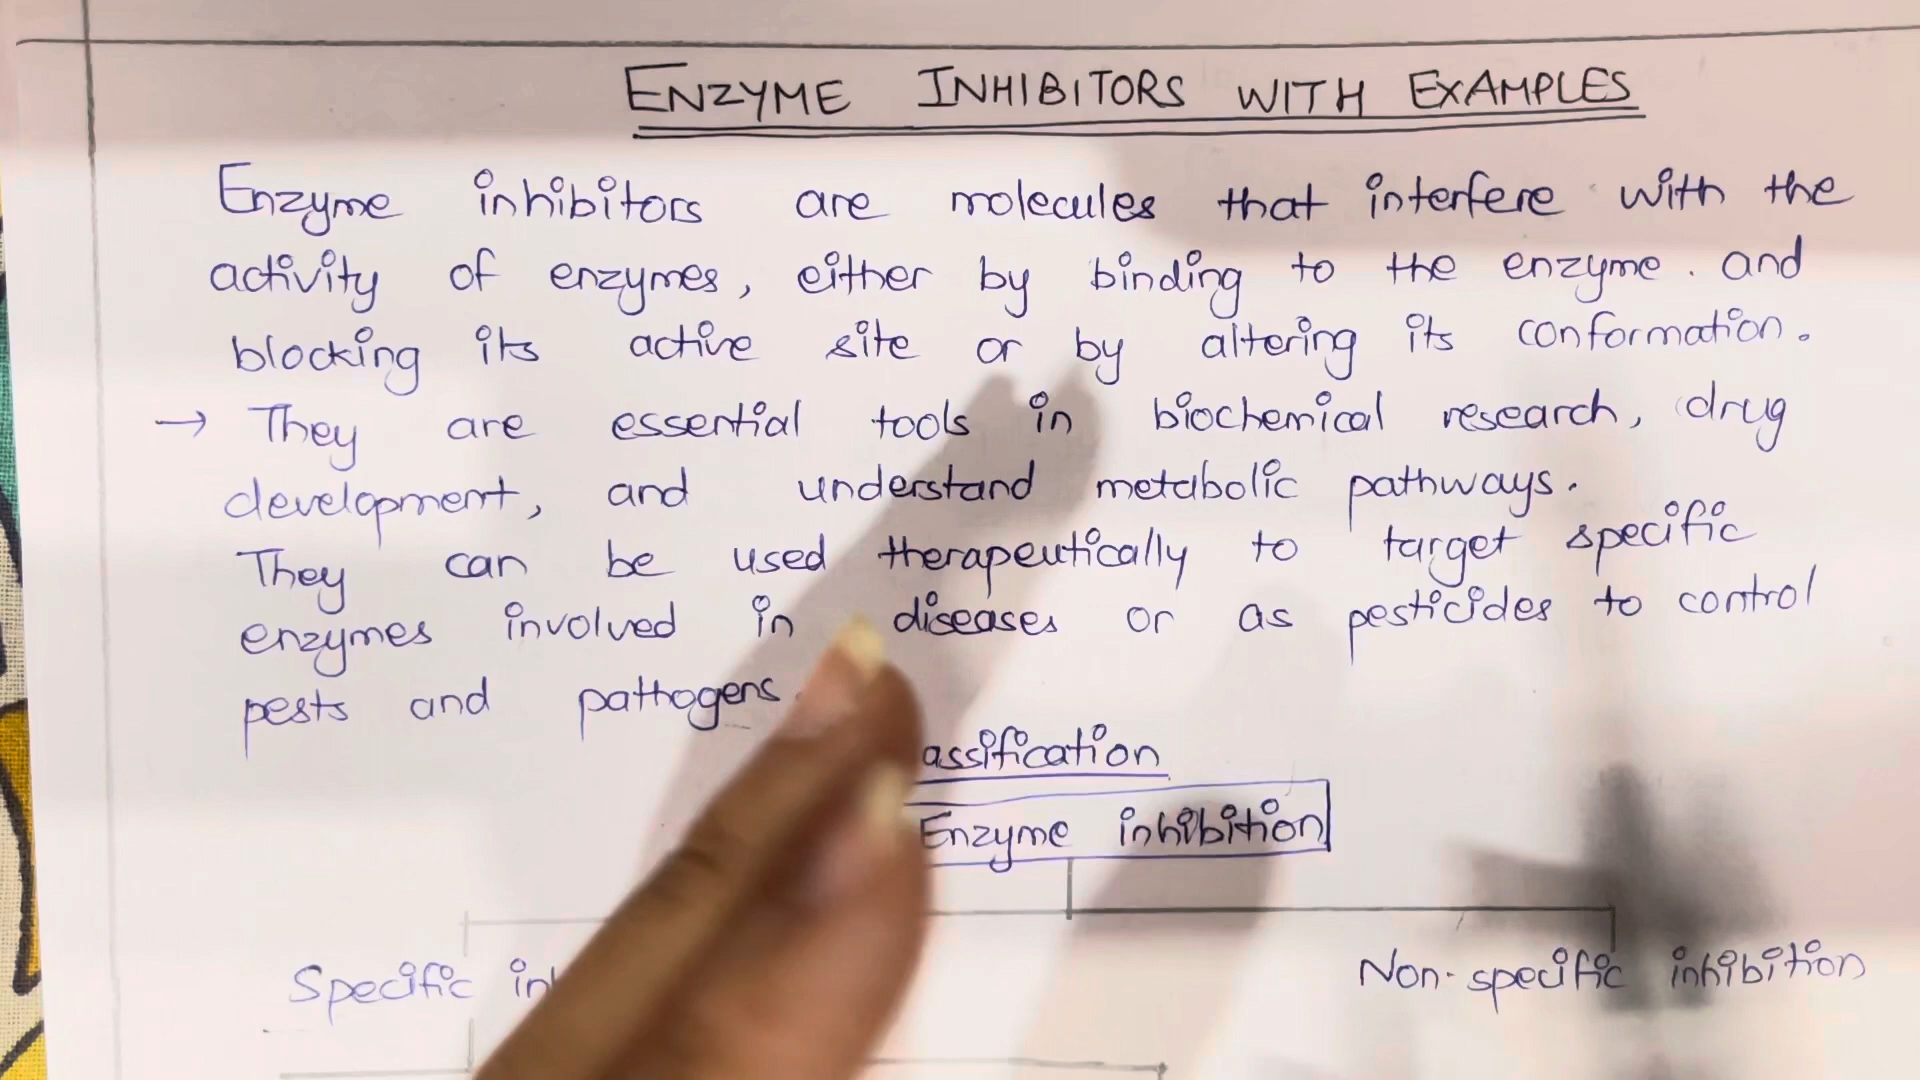 ENZYME INHIBITORS WITH EXAMPLES
Enzyme inhibitors are molecules that interfere with the
activity of enzymes, either by binding to the enzyme. and
blocking its active site or by altering its conformation.
→ They are essential tools in biochemical research, drug
development, and understand metabolic pathways.
They can be used therapeutically to target specific
enzymes involved in diseases or as pesticides to control
pests and pathogens.
assification
Enzyme inhibition
Specific
Non-specific inhibition